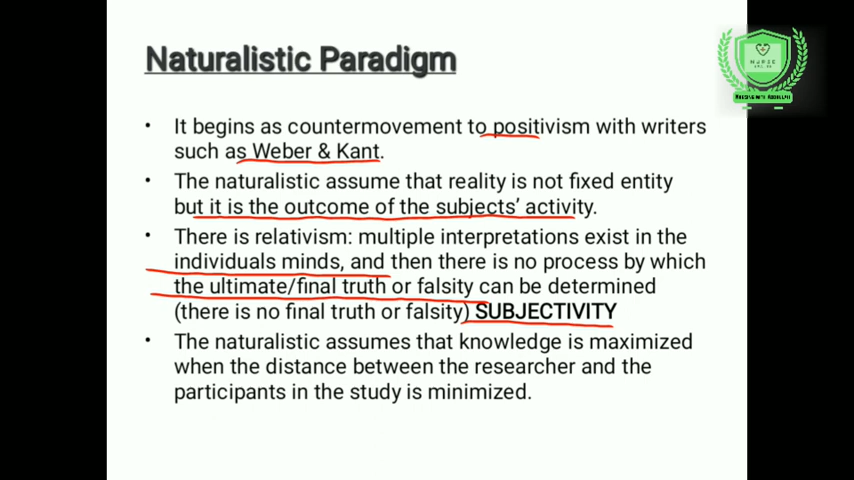 Naturalistic Paradigm
• It begins as countermovement to positivism with writers
such as Weber & Kant.
• The naturalistic assume that reality is not fixed entity
but it is the outcome of the subjects' activity.
• There is relativism: multiple interpretations exist in the
individuals minds, and then there is no process by which
the ultimate/final truth or falsity can be determined
(there is no final truth or falsity) SUBJECTIVITY
• The naturalistic assumes that knowledge is maximized
when the distance between the researcher and the
participants in the study is minimized.